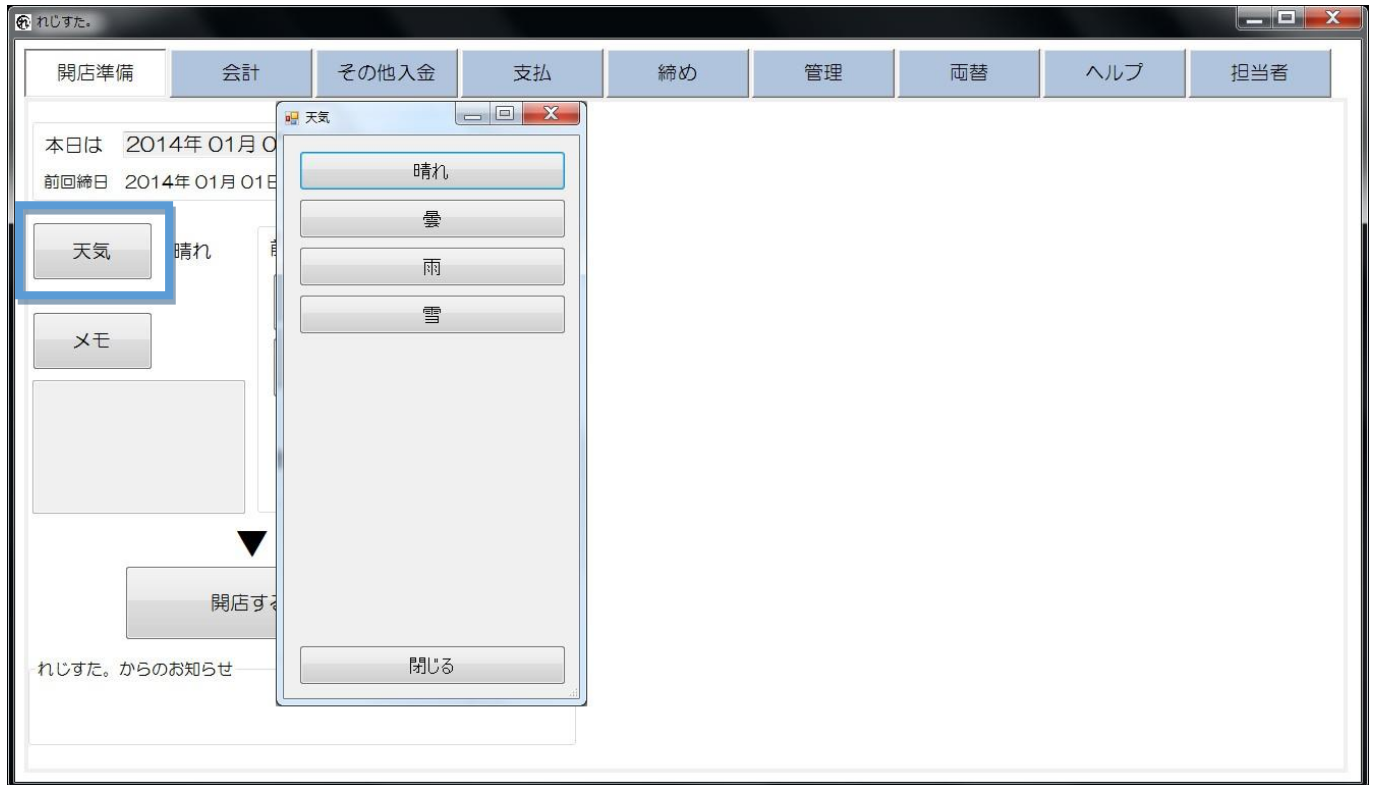 れじすた。
開店準備 会計 その他入金 支払 締め 管理 両替 ヘルプ 担当者
本日は 2014年 01月 0
前回締日 2014年 01月 01日
天気 晴れ
メモ
▼
開店する
れじすた。からのお知らせ
天気
晴れ
曇
雨
雪
閉じる